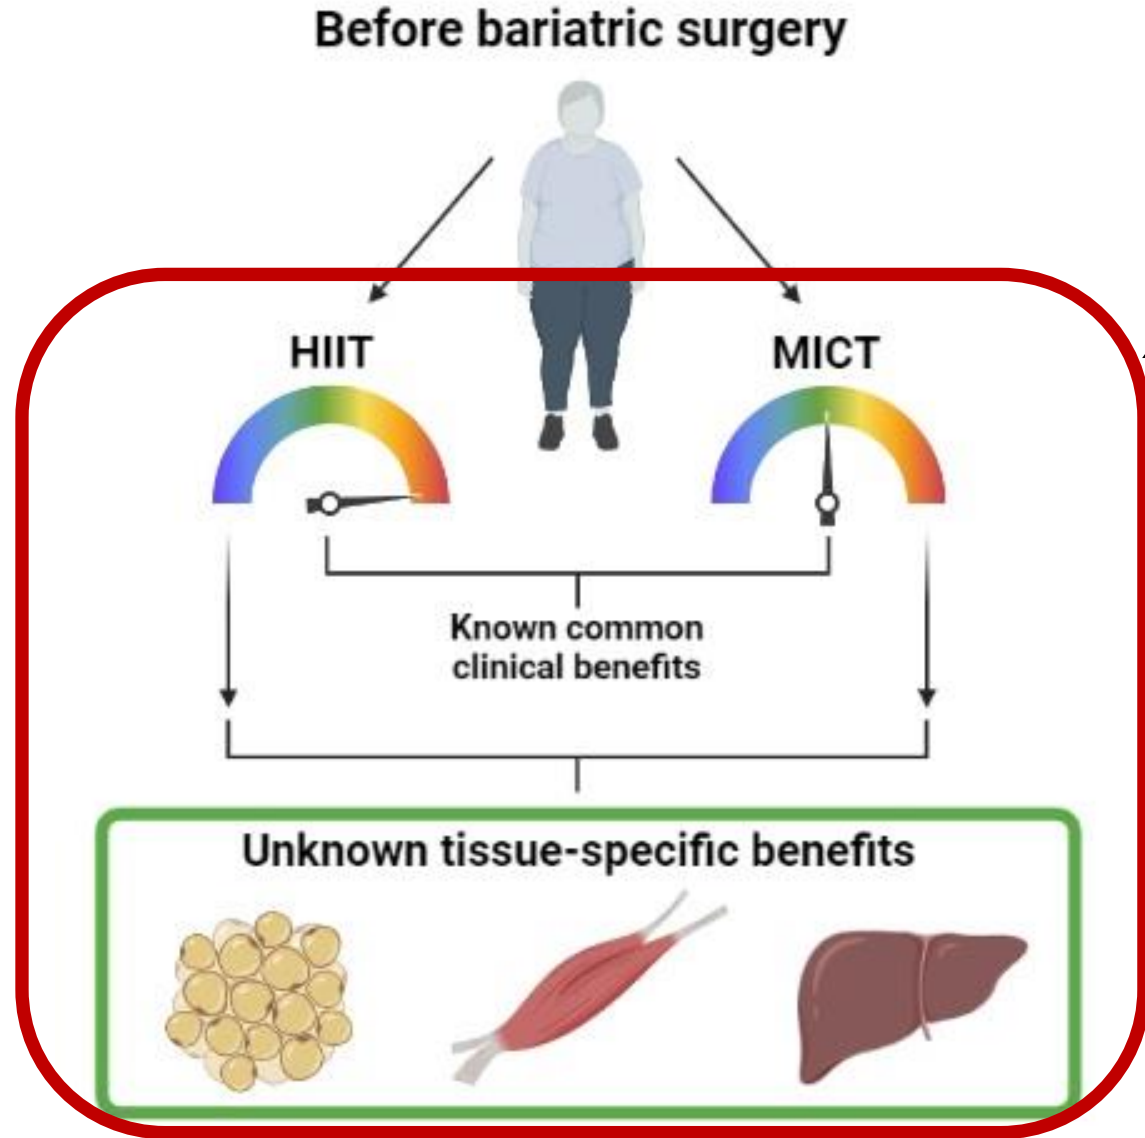 Before bariatric surgery
HIIT
MICT
Known common
clinical benefits
Unknown tissue-specific benefits